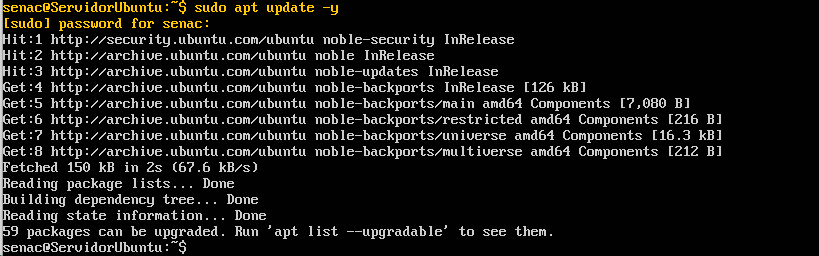 senac@ServidorUbuntu:~$ sudo apt update -y
[sudo] password for senac:
Hit:1 http://security.ubuntu.com/ubuntu noble-security InRelease
Hit:2 http://archive.ubuntu.com/ubuntu noble InRelease
Hit:3 http://archive.ubuntu.com/ubuntu noble-updates InRelease
Get:4 http://archive.ubuntu.com/ubuntu noble-backports InRelease [126 kB]
Get:5 http://archive.ubuntu.com/ubuntu noble-backports/main amd64 Components [7,080 B]
Get:6 http://archive.ubuntu.com/ubuntu noble-backports/restricted amd64 Components [216 B]
Get:7 http://archive.ubuntu.com/ubuntu noble-backports/universe amd64 Components [16.3 kB]
Get:8 http://archive.ubuntu.com/ubuntu noble-backports/multiverse amd64 Components [212 B]
Fetched 150 kB in 2s (67.6 kB/s)
Reading package lists... Done
Building dependency tree... Done
Reading state information... Done
59 packages can be upgraded. Run 'apt list --upgradable' to see them.
senac@ServidorUbuntu:~$